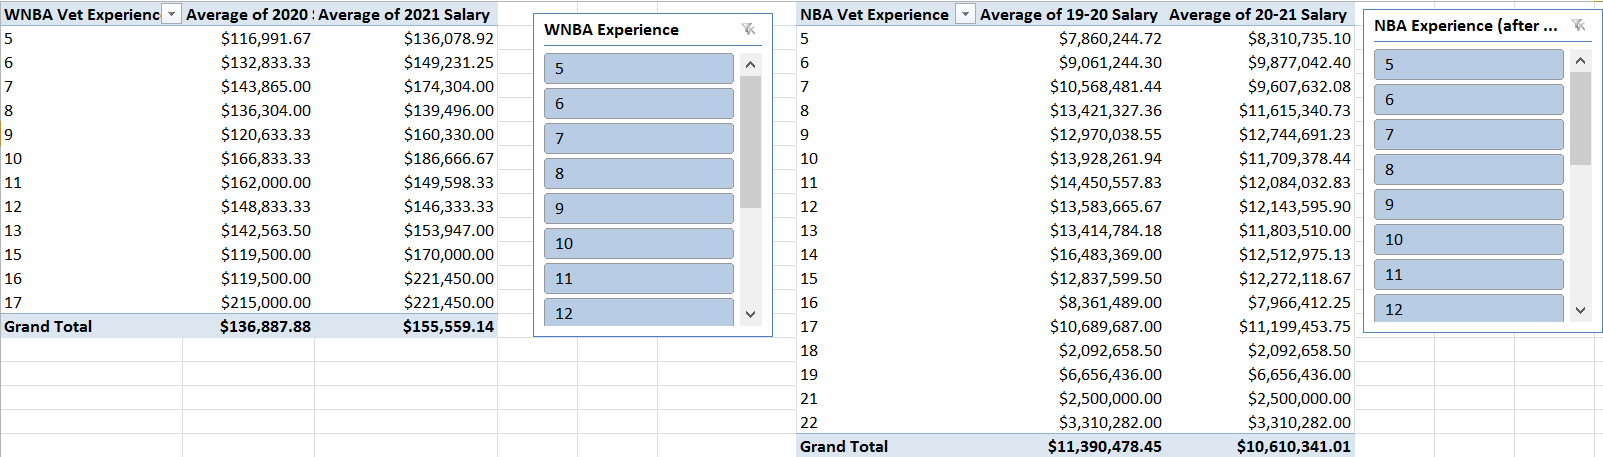 WNBA Vet Experienc Average of 2020 Average of 2021 Salary
5 $116,991.67 $136,078.92
6 $132,833.33 $149,231.25
7 $143,865.00 $174,304.00
8 $136,304.00 $139,496.00
9 $120,633.33 $160,330.00
10 $166,833.33 $186,666.67
11 $162,000.00 $149,598.33
12 $148,833.33 $146,333.33
13 $142,563.50 $153,947.00
15 $119,500.00 $170,000.00
16 $119,500.00 $221,450.00
17 $215,000.00 $221,450.00
Grand Total $136,887.88 $155,559.14
WNBA Experience
5
6
7
8
9
10
11
12
NBA Vet Experience Average of 19-20 Salary Average of 20-21 Salary
5 $7,860,244.72 $8,310,735.10
6 $9,061,244.30 $9,877,042.40
7 $10,568,481.44 $9,607,632.08
8 $13,421,327.36 $11,615,340.73
9 $12,970,038.55 $12,744,691.23
10 $13,928,261.94 $11,709,378.44
11 $14,450,557.83 $12,084,032.83
12 $13,583,665.67 $12,143,595.90
13 $13,414,784.18 $11,803,510.00
14 $16,483,369.00 $12,512,975.13
15 $12,837,599.50 $12,272,118.67
16 $8,361,489.00 $7,966,412.25
17 $10,689,687.00 $11,199,453.75
18 $2,092,658.50 $2,092,658.50
19 $6,656,436.00 $6,656,436.00
21 $2,500,000.00 $2,500,000.00
22 $3,310,282.00 $3,310,282.00
Grand Total $11,390,478.45 $10,610,341.01
NBA Experience (after ...
5
6
7
8
9
10
11
12